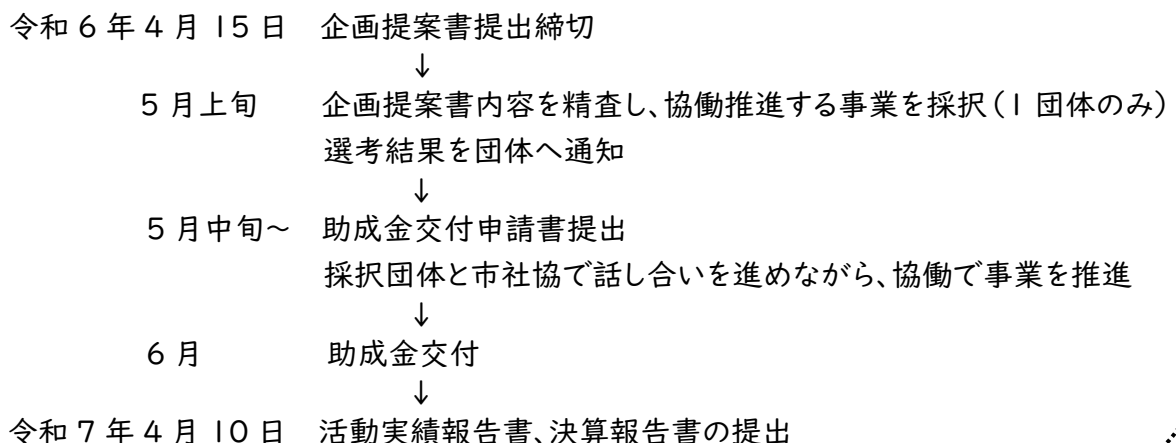 令和6年4月15日 企画提案書提出締切
↓
5月上旬 企画提案書内容を精査し、協働推進する事業を採択（1団体のみ）
選考結果を団体へ通知
↓
5月中旬～ 助成金交付申請書提出
採択団体と市社協で話し合いを進めながら、協働で事業を推進
↓
6月 助成金交付
↓
令和7年4月10日 活動実績報告書、決算報告書の提出